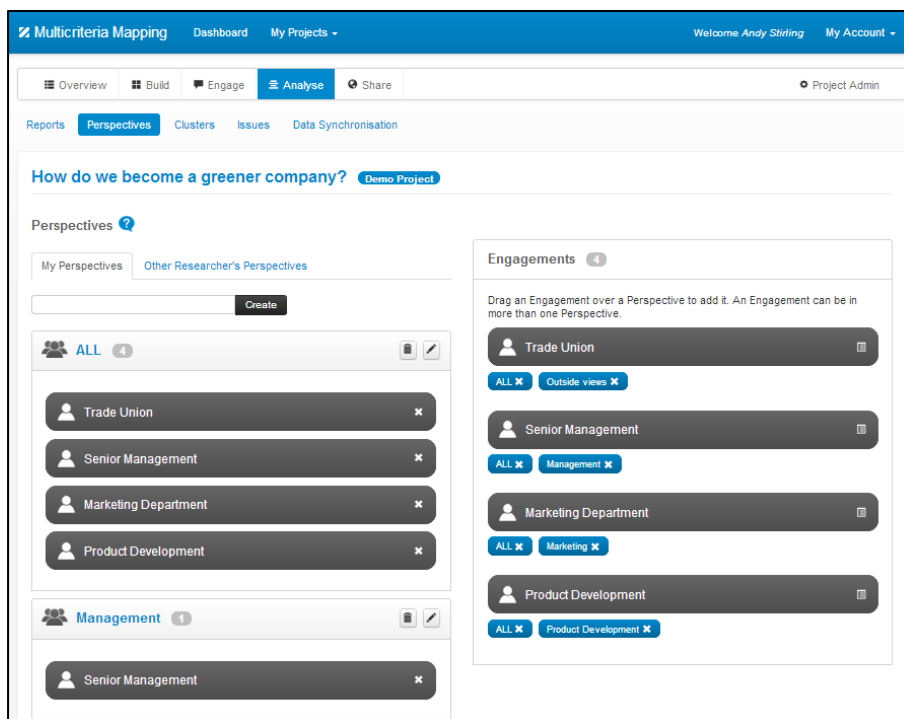 Multicriteria Mapping Dashboard My Projects Welcome Andy Stirling My Account
Overview Build Engage Analyse Share Project Admin
Reports Perspectives Clusters Issues Data Synchronisation
How do we become a greener company? Demo Project
Perspectives ?
My Perspectives Other Researcher's Perspectives
Create
ALL 4
Trade Union
Senior Management
Marketing Department
Product Development
Management 1
Senior Management
Engagements 4
Drag an Engagement over a Perspective to add it. An Engagement can be in
more than one Perspective.
Trade Union
ALL Outside views
Senior Management
ALL Management
Marketing Department
ALL Marketing
Product Development
ALL Product Development